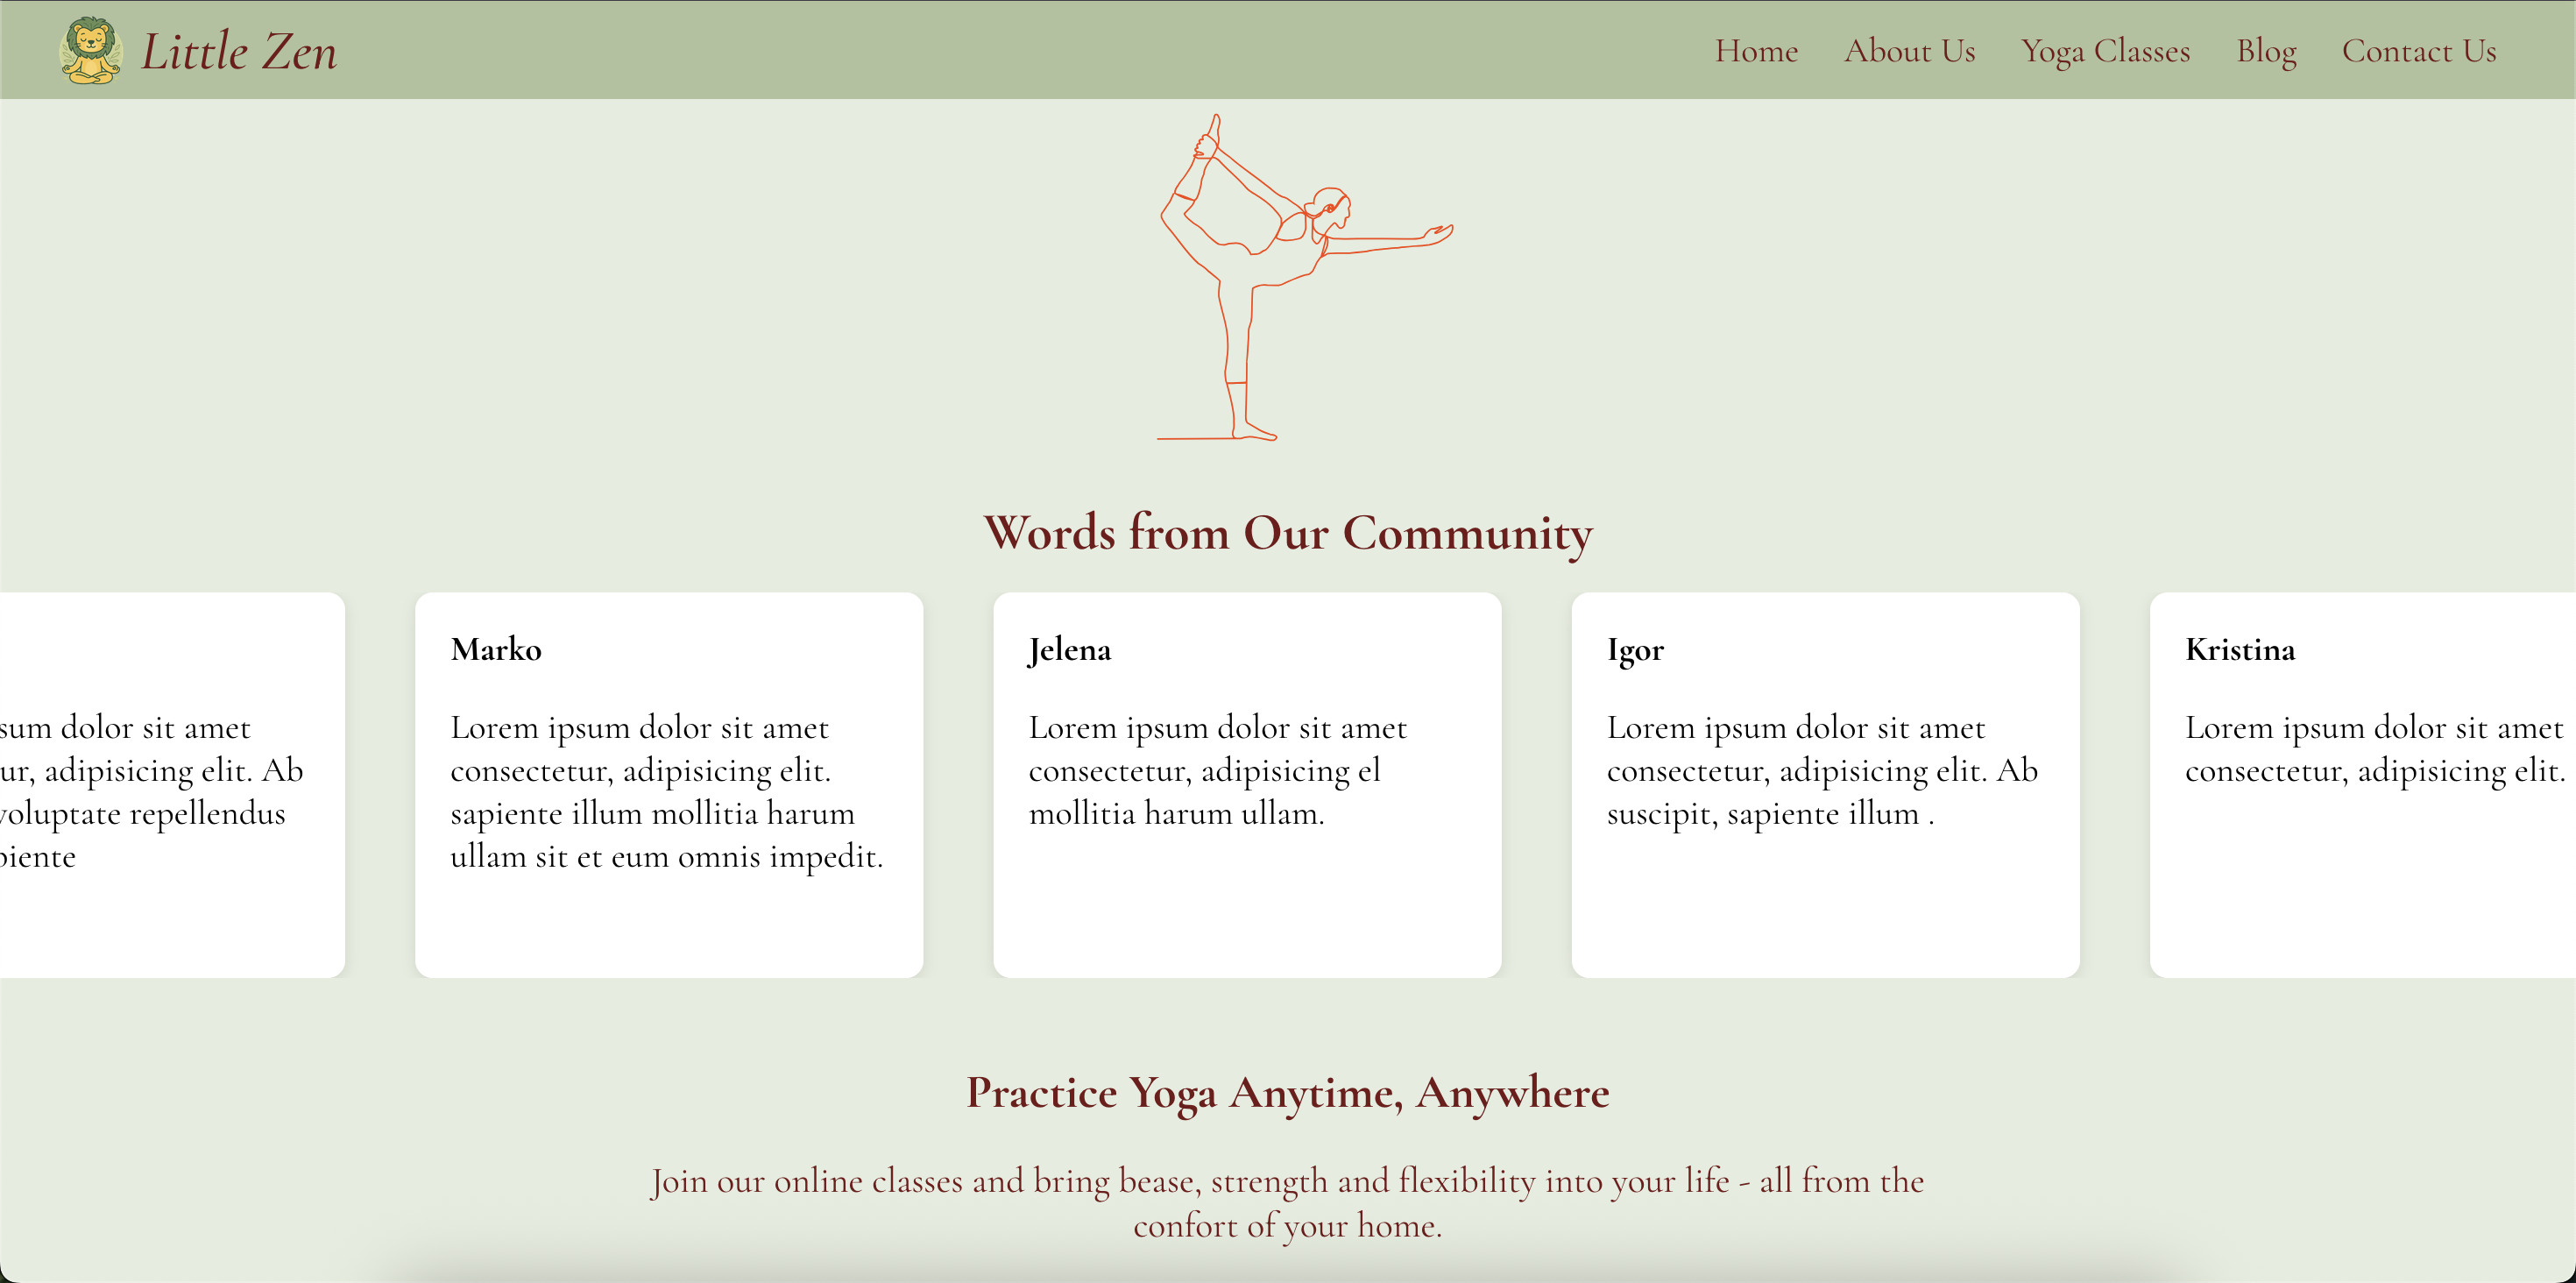 Little Zen
Home About Us Yoga Classes Blog Contact Us
Words from Our Community
sum dolor sit amet
ur, adipisicing elit. Ab
voluptate repellendus
piente
Marko
Lorem ipsum dolor sit amet
consectetur, adipisicing elit.
sapiente illum mollitia harum
ullam sit et eum omnis impedit.
Jelena
Lorem ipsum dolor sit amet
consectetur, adipisicing el
mollitia harum ullam.
Igor
Lorem ipsum dolor sit amet
consectetur, adipisicing elit. Ab
suscipit, sapiente illum .
Kristina
Lorem ipsum dolor sit amet
consectetur, adipisicing elit.
Practice Yoga Anytime, Anywhere
Join our online classes and bring bease, strength and flexibility into your life - all from the
confort of your home.